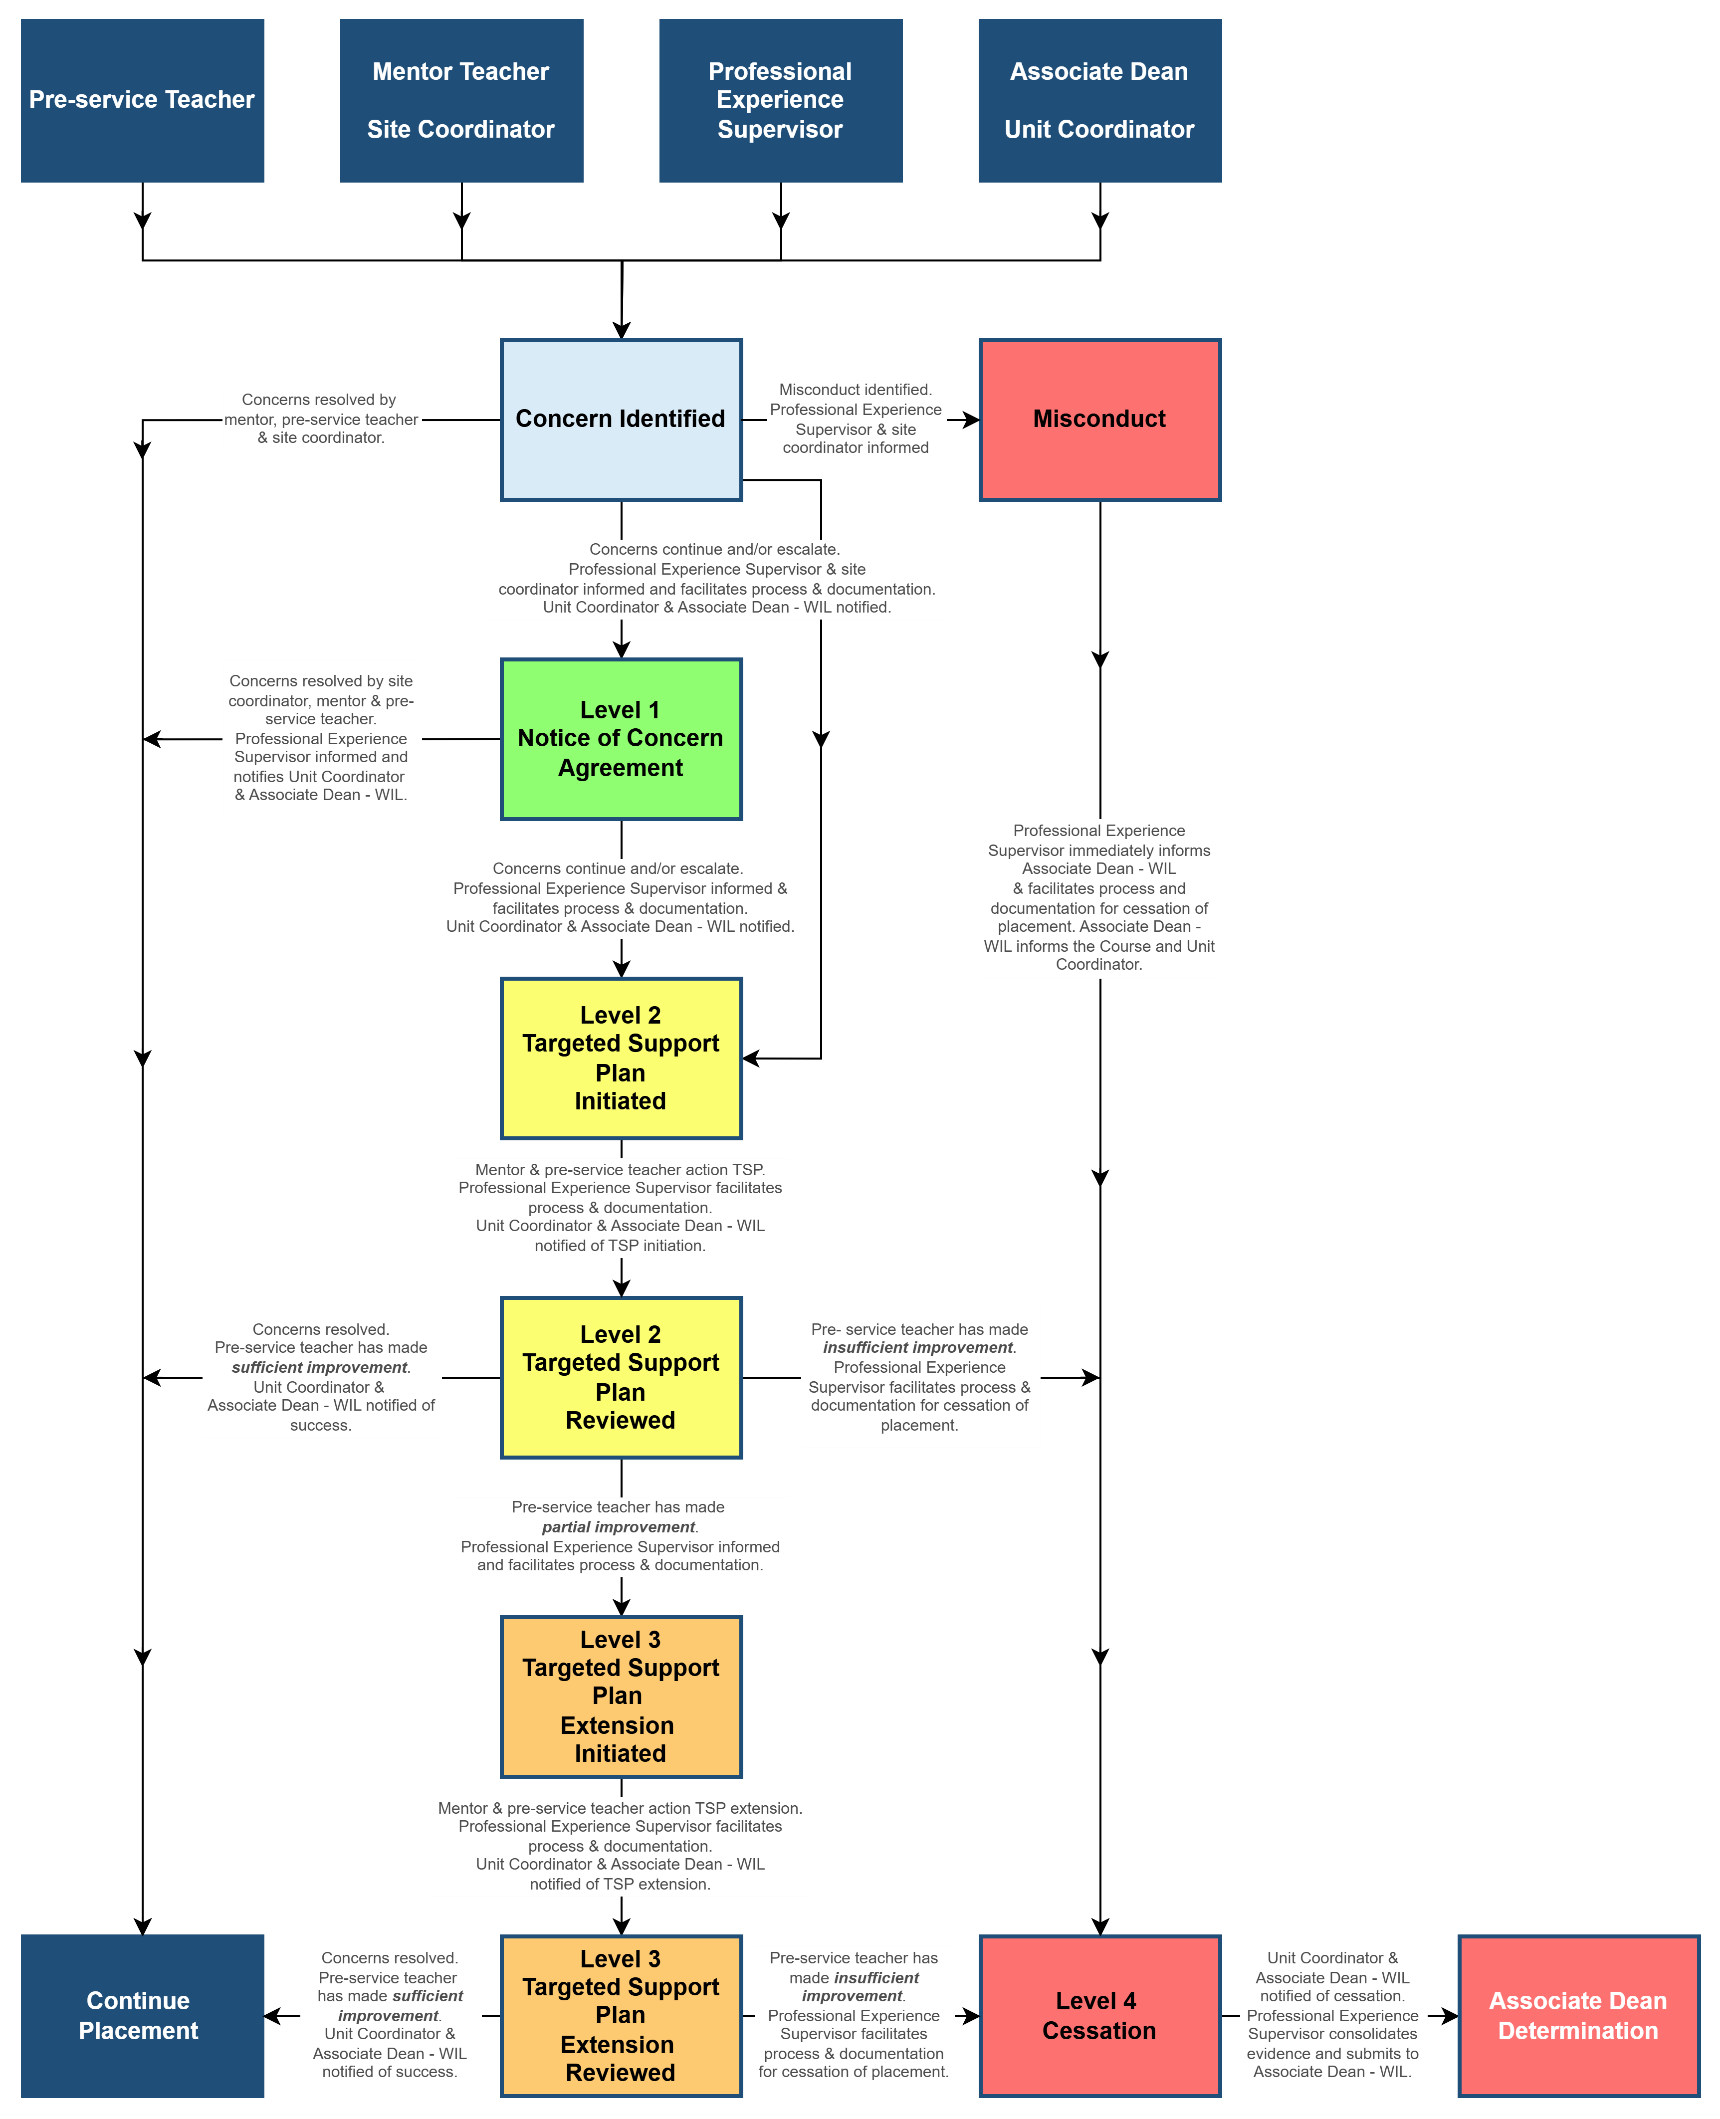 Pre-service Teacher
Mentor Teacher
Site Coordinator
Professional
Experience
Supervisor
Associate Dean
Unit Coordinator
Concerns resolved by
mentor, pre-service teacher
& site coordinator.
Concern Identified
Misconduct identified.
Professional Experience
Supervisor & site
coordinator informed
Misconduct
Concerns continue and/or escalate.
Professional Experience Supervisor & site
coordinator informed and facilitates process & documentation.
Unit Coordinator & Associate Dean - WIL notified.
Concerns resolved by site
coordinator, mentor & pre-
service teacher.
Professional Experience
Supervisor informed and
notifies Unit Coordinator
& Associate Dean - WIL.
Level 1
Notice of Concern
Agreement
Concerns continue and/or escalate.
Professional Experience Supervisor informed &
facilitates process & documentation.
Unit Coordinator & Associate Dean - WIL notified.
Professional Experience
Supervisor immediately informs
Associate Dean - WIL
& facilitates process and
documentation for cessation of
placement. Associate Dean -
WIL informs the Course and Unit
Coordinator.
Level 2
Targeted Support
Plan
Initiated
Mentor & pre-service teacher action TSP.
Professional Experience Supervisor facilitates
process & documentation.
Unit Coordinator & Associate Dean - WIL
notified of TSP initiation.
Concerns resolved.
Pre-service teacher has made
sufficient improvement.
Unit Coordinator &
Associate Dean - WIL notified of
success.
Level 2
Targeted Support
Plan
Reviewed
Pre- service teacher has made
insufficient improvement.
Professional Experience
Supervisor facilitates process &
documentation for cessation of
placement.
Pre-service teacher has made
partial improvement.
Professional Experience Supervisor informed
and facilitates process & documentation.
Level 3
Targeted Support
Plan
Extension
Initiated
Mentor & pre-service teacher action TSP extension.
Professional Experience Supervisor facilitates
process & documentation.
Unit Coordinator & Associate Dean - WIL
notified of TSP extension.
Continue
Placement
Concerns resolved.
Pre-service teacher
has made sufficient
improvement.
Unit Coordinator &
Associate Dean - WIL
notified of success.
Level 3
Targeted Support
Plan
Extension
Reviewed
Pre-service teacher has
made insufficient
improvement.
Professional Experience
Supervisor facilitates
process & documentation
for cessation of placement.
Level 4
Cessation
Unit Coordinator &
Associate Dean - WIL
notified of cessation.
Professional Experience
Supervisor consolidates
evidence and submits to
Associate Dean - WIL.
Associate Dean
Determination